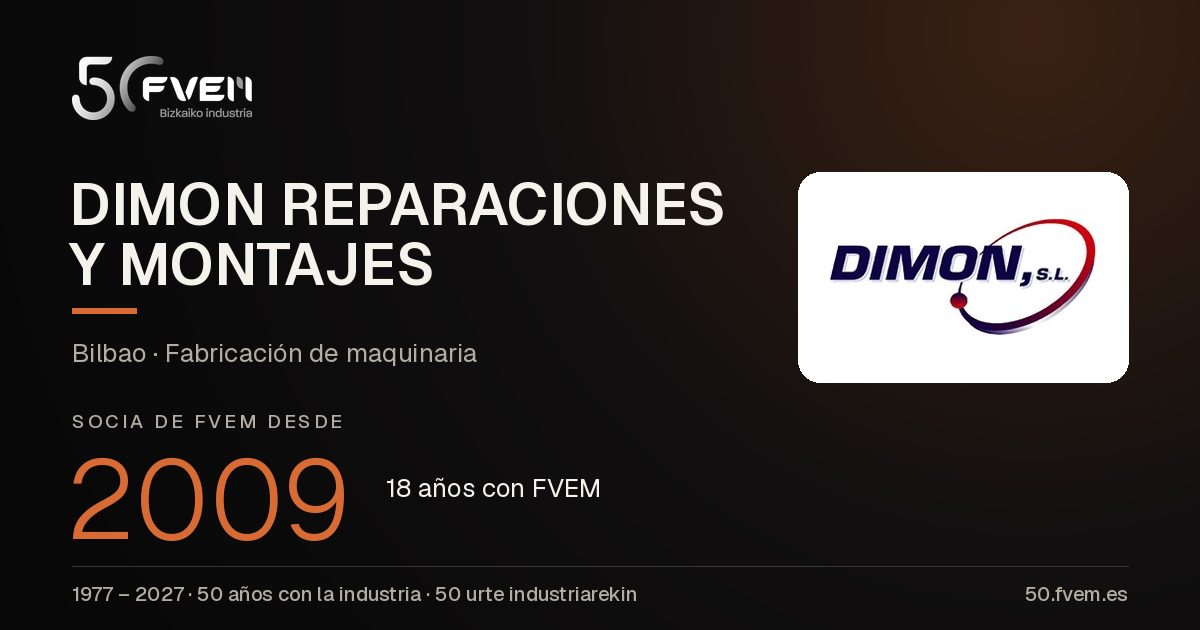 50 FVEM
Bizkaiko industria
DIMON REPARACIONES
Y MONTAJES
DIMON, S.L.
Bilbao · Fabricación de maquinaria
SOCIA DE FVEM DESDE
2009
18 años con FVEM
1977 – 2027 · 50 años con la industria · 50 urte industriarekin
50.fvem.es